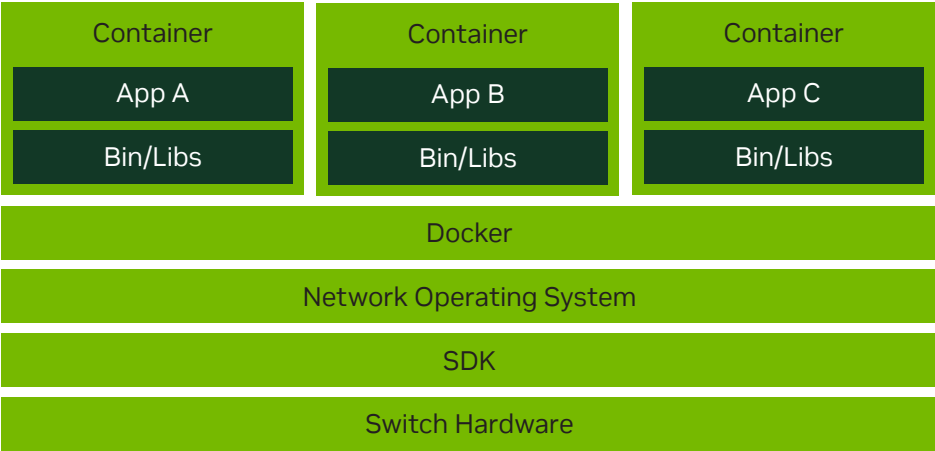 Container
App A
Bin/Libs
Container
App B
Bin/Libs
Container
App C
Bin/Libs
Docker
Network Operating System
SDK
Switch Hardware